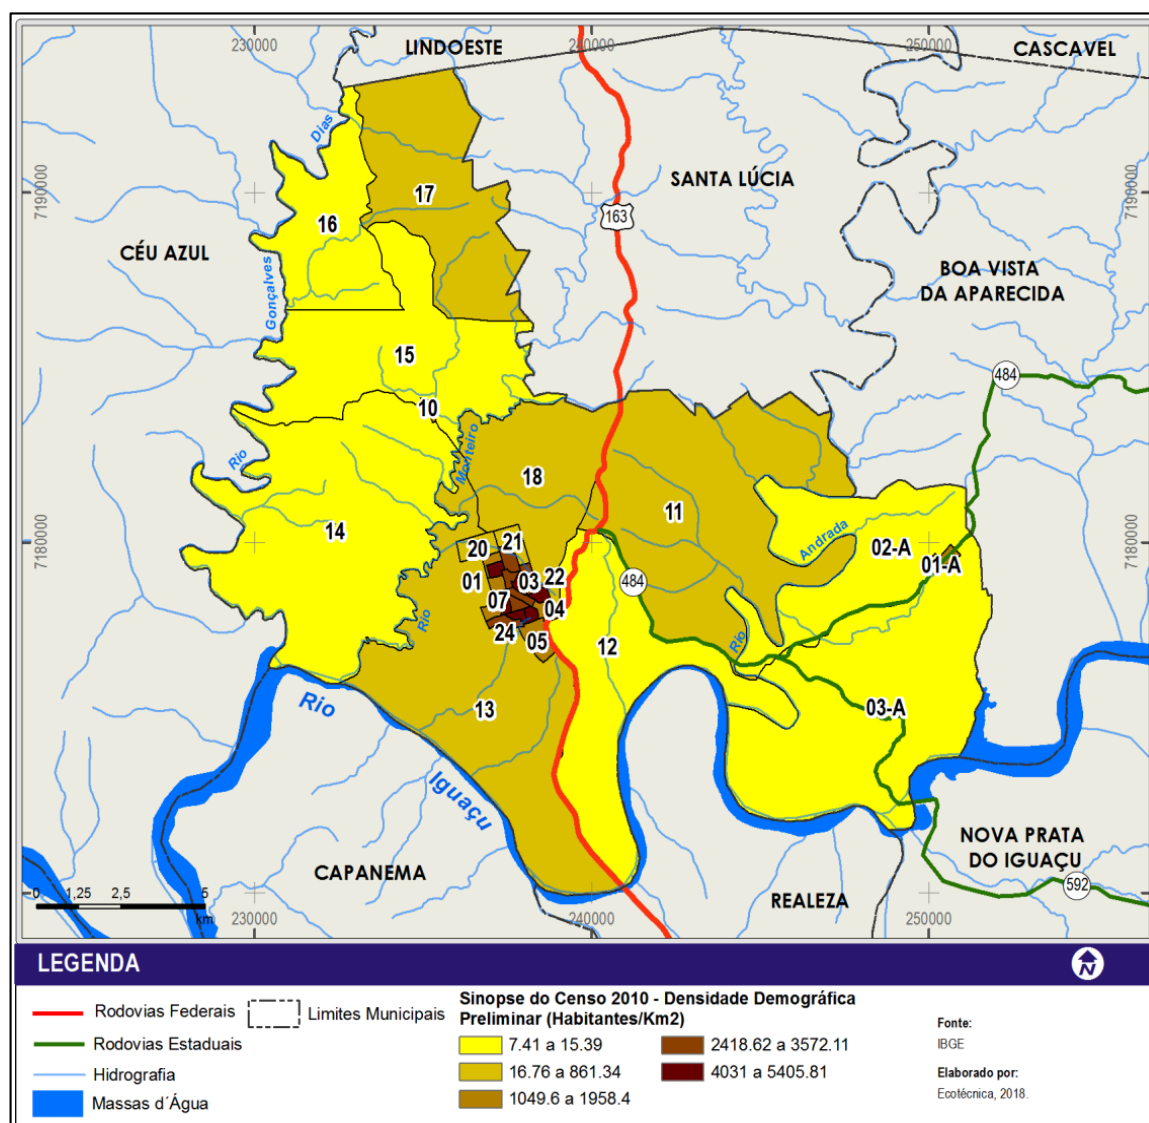 230000
240000
250000
LINDOESTE
CASCAVEL
Dias
7190000
SANTA LÚCIA
7190000
17
163
16
CÉU AZUL
Gonçalves
BOA VISTA
DA APARECIDA
15
484
10
Monteiro
Rio
18
11
14
7180000
Andrada
7180000
21
20
02-A
01-A
01
03
22
484
07
04
24
05
Rio
12
Rio
13
03-A
Rio
Iguaçu
NOVA PRATA
DO IGUAÇU
CAPANEMA
592
REALEZA
0 1,25 2,5 5
km
230000
240000
250000
LEGENDA
N
Rodovias Federais
Limites Municipais
Rodovias Estaduais
Hidrografia
Massas d´Água
Sinopse do Censo 2010 - Densidade Demográfica
Preliminar (Habitantes/Km2)
7.41 a 15.39
16.76 a 861.34
1049.6 a 1958.4
2418.62 a 3572.11
4031 a 5405.81
Fonte:
IBGE
Elaborado por:
Ecotécnica, 2018.